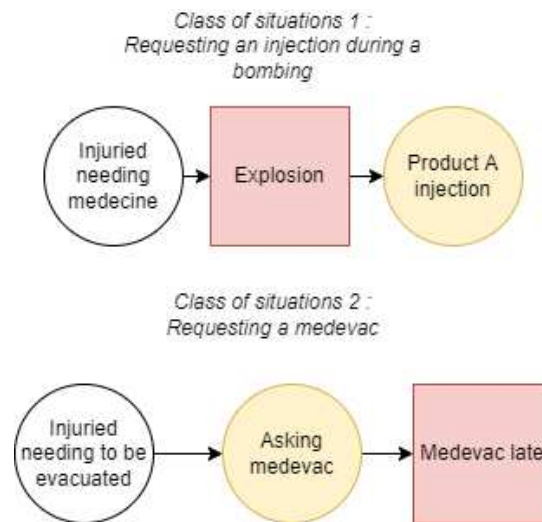 Class of situations 1 :
Requesting an injection during a
bombing
Injuried
needing
medecine
Explosion
Product A
injection
Class of situations 2 :
Requesting a medevac
Injuried
needing to be
evacuated
Asking
medevac
Medevac late